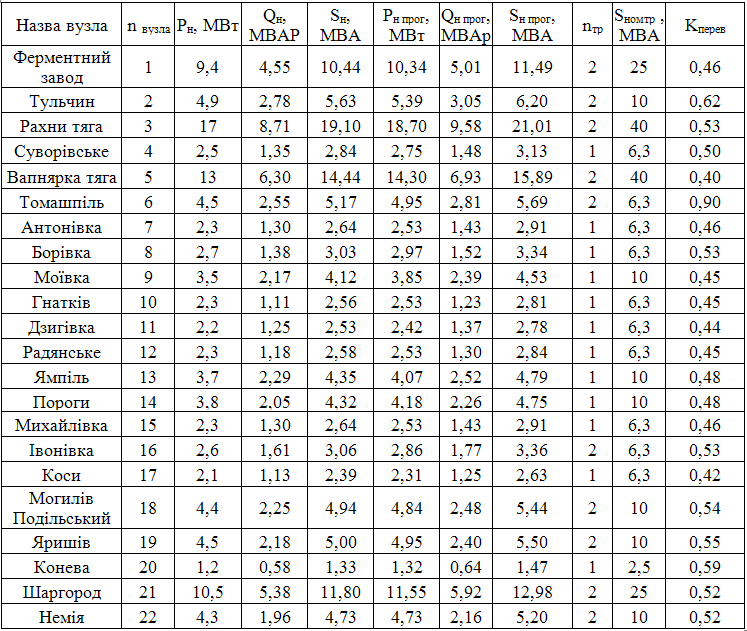 Назва вузла n вузла Pн, МВт Qн, МВАР Sн, МВА Pн прог, МВт Qн прог, МВАр Sн прог, МВА nтр Sномтр , МВА Kперев
Ферментний завод 1 9,4 4,55 10,44 10,34 5,01 11,49 2 25 0,46
Тульчин 2 4,9 2,78 5,63 5,39 3,05 6,20 2 10 0,62
Рахни тяга 3 17 8,71 19,10 18,70 9,58 21,01 2 40 0,53
Суворівське 4 2,5 1,35 2,84 2,75 1,48 3,13 1 6,3 0,50
Вапнярка тяга 5 13 6,30 14,44 14,30 6,93 15,89 2 40 0,40
Томашпіль 6 4,5 2,55 5,17 4,95 2,81 5,69 2 6,3 0,90
Антонівка 7 2,3 1,30 2,64 2,53 1,43 2,91 1 6,3 0,46
Борівка 8 2,7 1,38 3,03 2,97 1,52 3,34 1 6,3 0,53
Моївка 9 3,5 2,17 4,12 3,85 2,39 4,53 1 10 0,45
Гнатків 10 2,3 1,11 2,56 2,53 1,23 2,81 1 6,3 0,45
Дзигівка 11 2,2 1,25 2,53 2,42 1,37 2,78 1 6,3 0,44
Радянське 12 2,3 1,18 2,58 2,53 1,30 2,84 1 6,3 0,45
Ямпіль 13 3,7 2,29 4,35 4,07 2,52 4,79 1 10 0,48
Пороги 14 3,8 2,05 4,32 4,18 2,26 4,75 1 10 0,48
Михайлівка 15 2,3 1,30 2,64 2,53 1,43 2,91 1 6,3 0,46
Івонівка 16 2,6 1,61 3,06 2,86 1,77 3,36 2 6,3 0,53
Коси 17 2,1 1,13 2,39 2,31 1,25 2,63 1 6,3 0,42
Могилів Подільський 18 4,4 2,25 4,94 4,84 2,48 5,44 2 10 0,54
Яришів 19 4,5 2,18 5,00 4,95 2,40 5,50 2 10 0,55
Конева 20 1,2 0,58 1,33 1,32 0,64 1,47 1 2,5 0,59
Шаргород 21 10,5 5,38 11,80 11,55 5,92 12,98 2 25 0,52
Немія 22 4,3 1,96 4,73 4,73 2,16 5,20 2 10 0,52